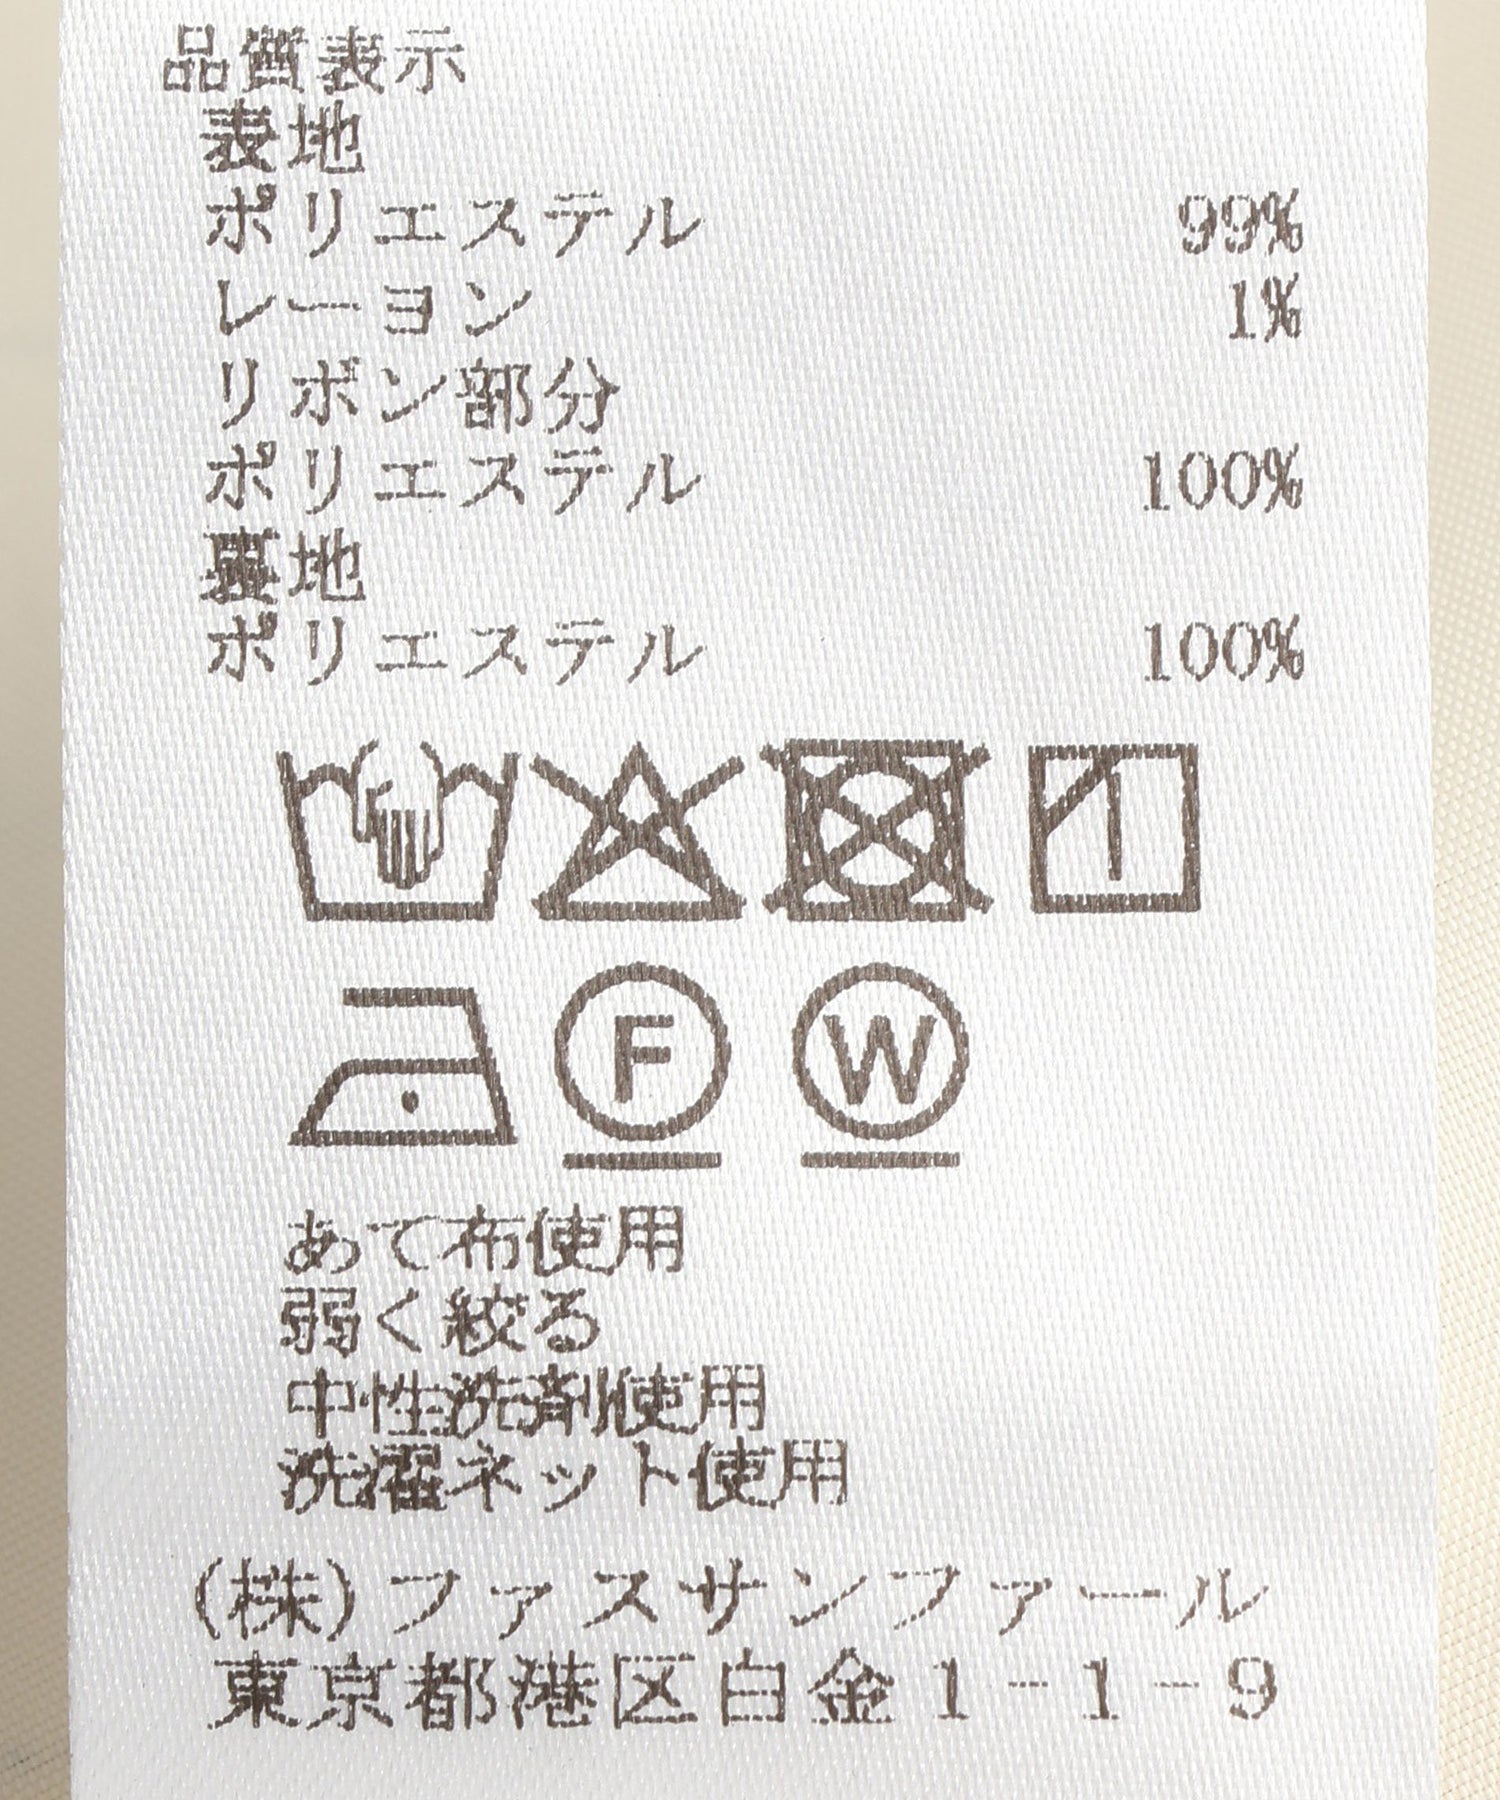 品質表示
表地
ポリエステル 99%
レーヨン 1%
リボン部分
ポリエステル 100%
裏地
ポリエステル 100%
F W
あて布使用
弱く絞る
中性洗剤使用
洗濯ネット使用
(株)ファスサンファール
東京都港区白金1-1-9